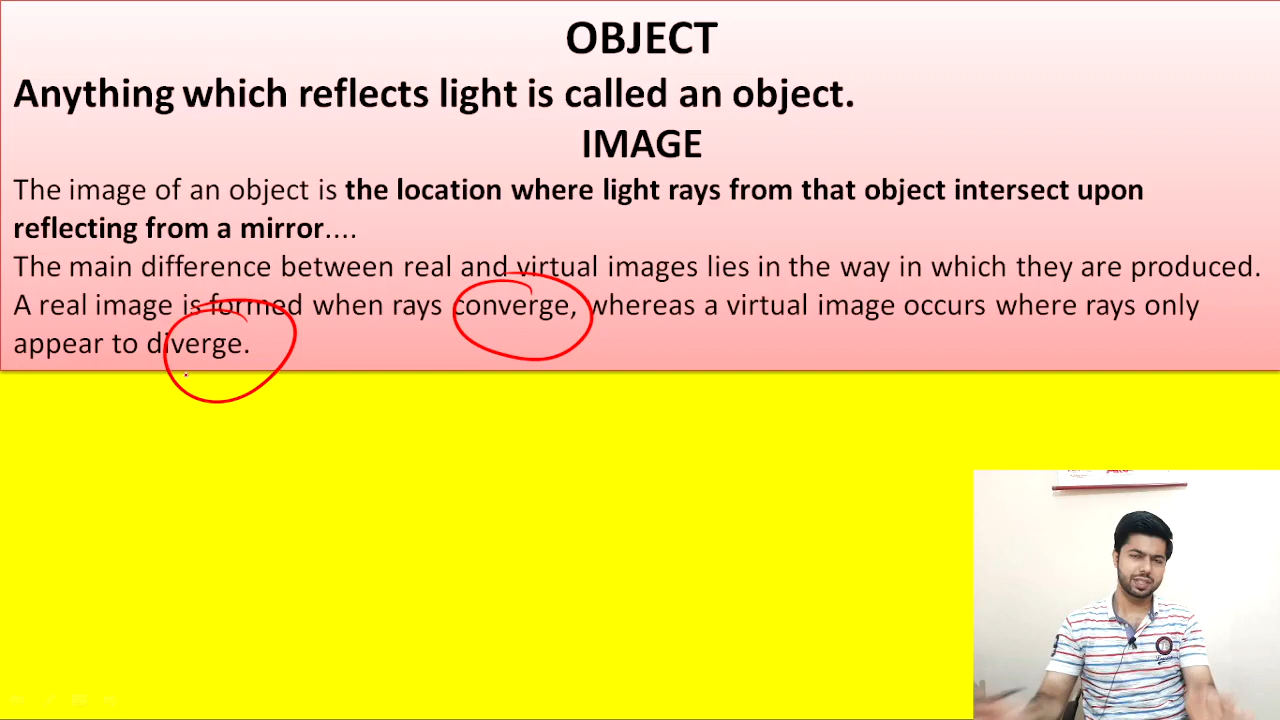 OBJECT
Anything which reflects light is called an object.
IMAGE
The image of an object is the location where light rays from that object intersect upon
reflecting from a mirror....
The main difference between real and virtual images lies in the way in which they are produced.
A real image is formed when rays converge, whereas a virtual image occurs where rays only
appear to diverge.